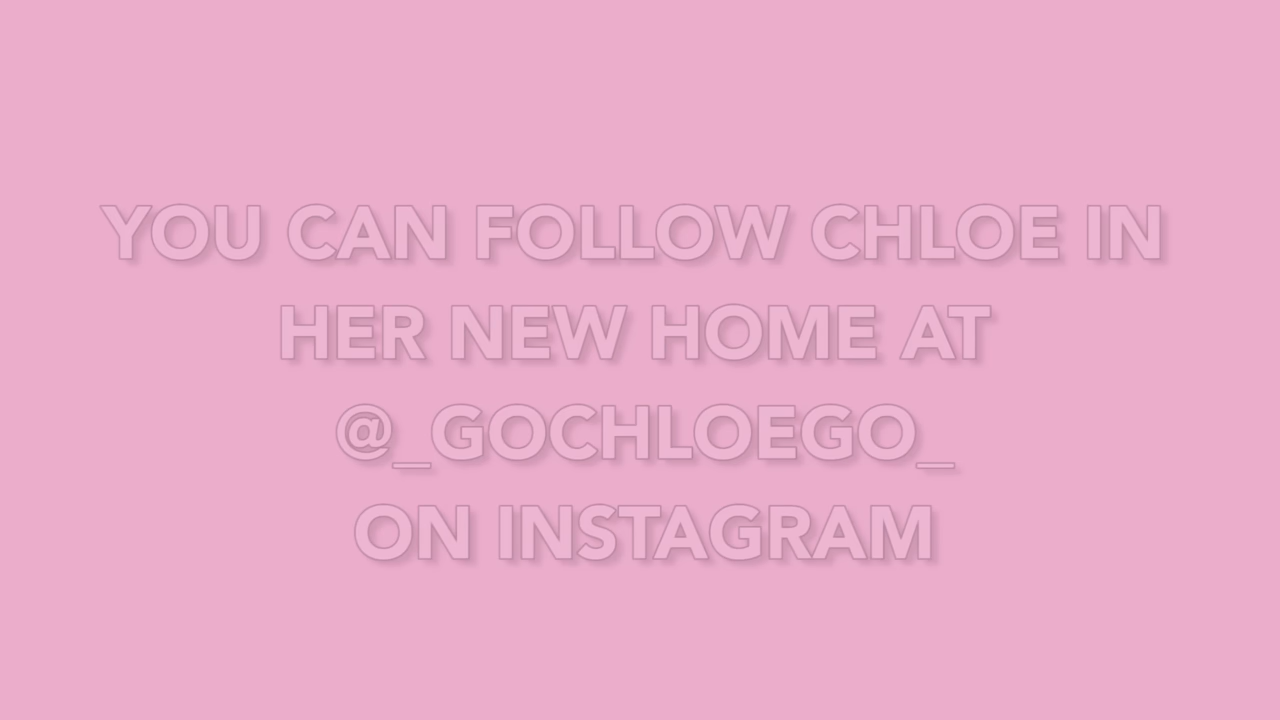 YOU CAN FOLLOW CHLOE IN
HER NEW HOME AT
@_GOCHLOEGO_
ON INSTAGRAM